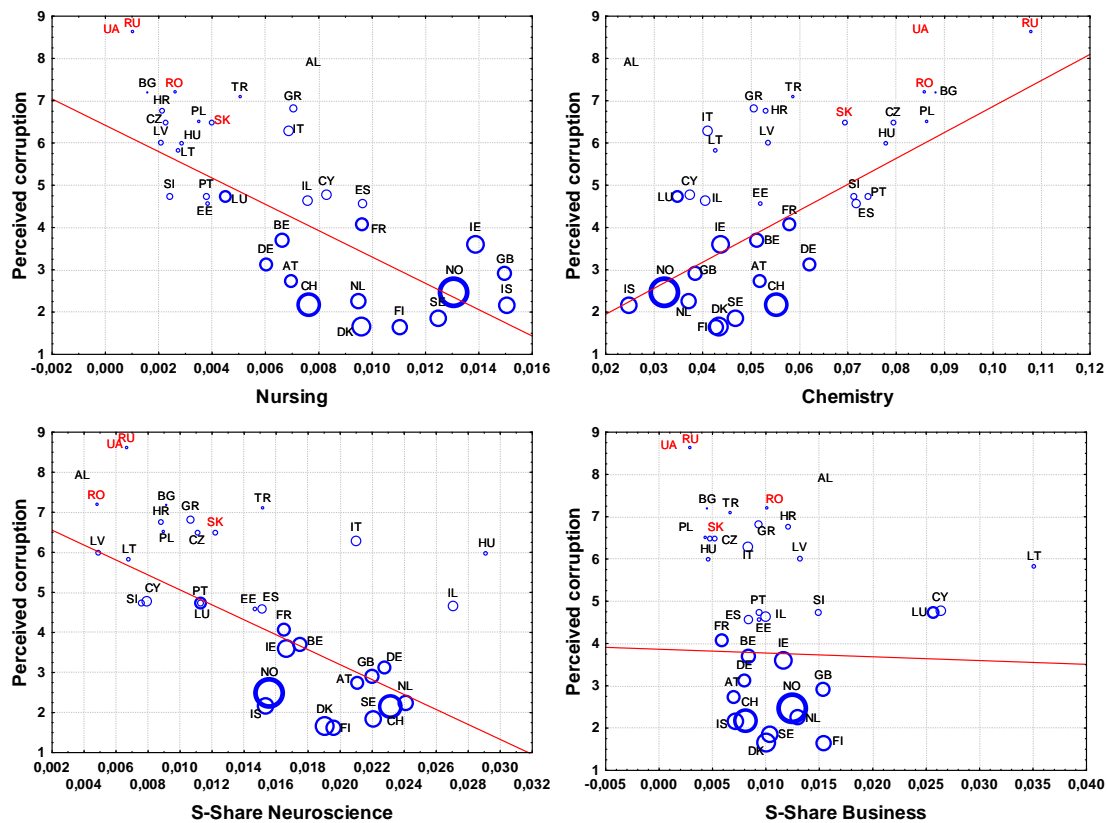 9
8
7
6
5
4
3
2
1
Perceived corruption
UA RU
AL
BG RO TR
HR GR
CZ PL SK IT
LV HU
LT
SI PT LU IL CY ES
EE
FR
BE IE
DE GB
AT
CH NL NO IS
SE
DK FI
-0,002 0,000 0,002 0,004 0,006 0,008 0,010 0,012 0,014 0,016
Nursing
9
8
7
6
5
4
3
2
1
Perceived corruption
UA RU
AL
TR RO BG
GR HR
IT SK CZ PL
LT LV HU
LU CY IL EE SI PT
ES
FR
IE BE
DE
NO GB AT
IS NL DK SE CH
FI
0,02 0,03 0,04 0,05 0,06 0,07 0,08 0,09 0,10 0,11 0,12
Chemistry
9
8
7
6
5
4
3
2
1
Perceived corruption
UA RU
AL
RO BG TR
HR GR SK
PL CZ IT
LV LT HU
SI CY PT EE ES IL
LU
FR
IE BE
DE
NO AT GB
IS NL
DK FI SE CH
0,002 0,004 0,006 0,008 0,010 0,012 0,014 0,016 0,018 0,020 0,022 0,024 0,026 0,028 0,030 0,032
S-Share Neuroscience
9
8
7
6
5
4
3
2
1
Perceived corruption
UA RU
AL
BG TR RO
HR
PL SK GR
CZ IT
HU LV LT
PT SI LU CY
ES EE IL
FR
BE IE
DE
AT NO GB
IS CH NL
DK SE FI
-0,005 0,000 0,005 0,010 0,015 0,020 0,025 0,030 0,035 0,040
S-Share Business